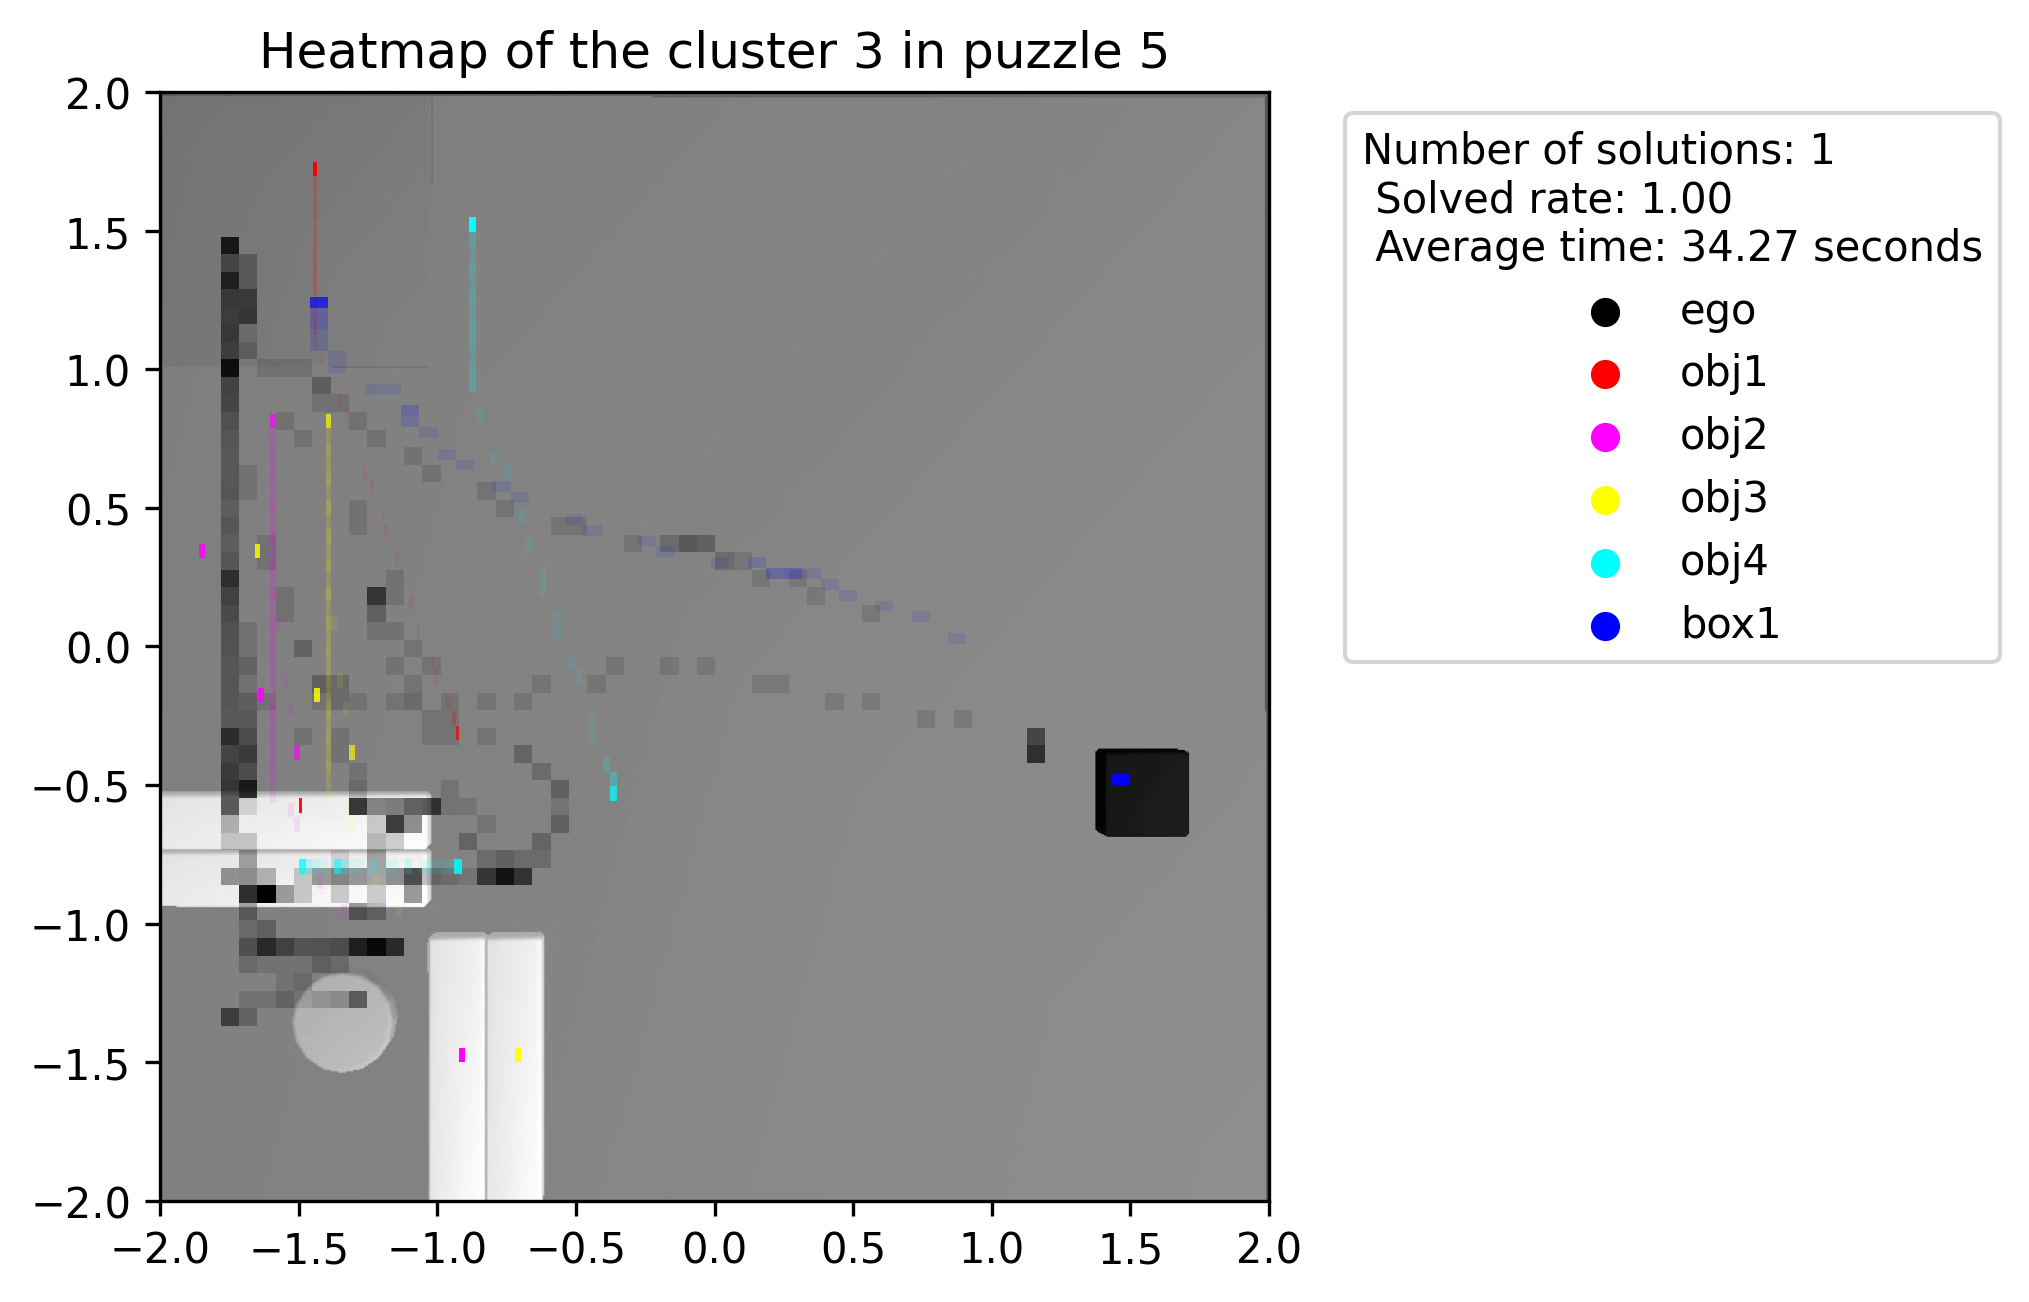 Heatmap of the cluster 3 in puzzle 5
2.0
1.5
1.0
0.5
0.0
−0.5
−1.0
−1.5
−2.0
−2.0 −1.5 −1.0 −0.5 0.0 0.5 1.0 1.5 2.0
Number of solutions: 1
Solved rate: 1.00
Average time: 34.27 seconds
ego
obj1
obj2
obj3
obj4
box1